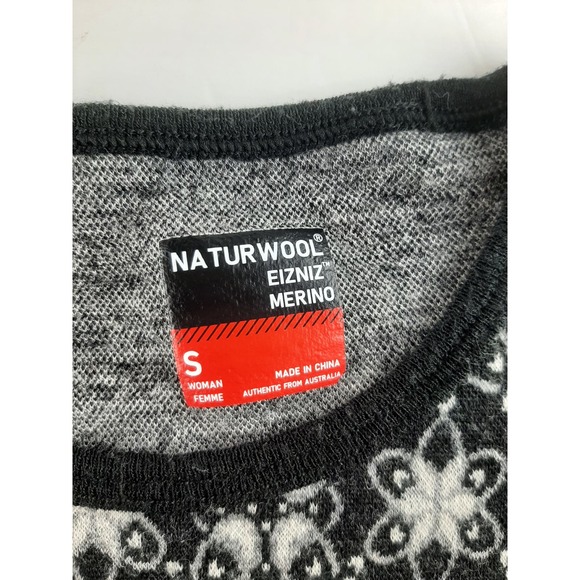 NATURWOOL®
EIZNIZ™
MERINO
S
WOMAN
FEMME
MADE IN CHINA
AUTHENTIC FROM AUSTRALIA